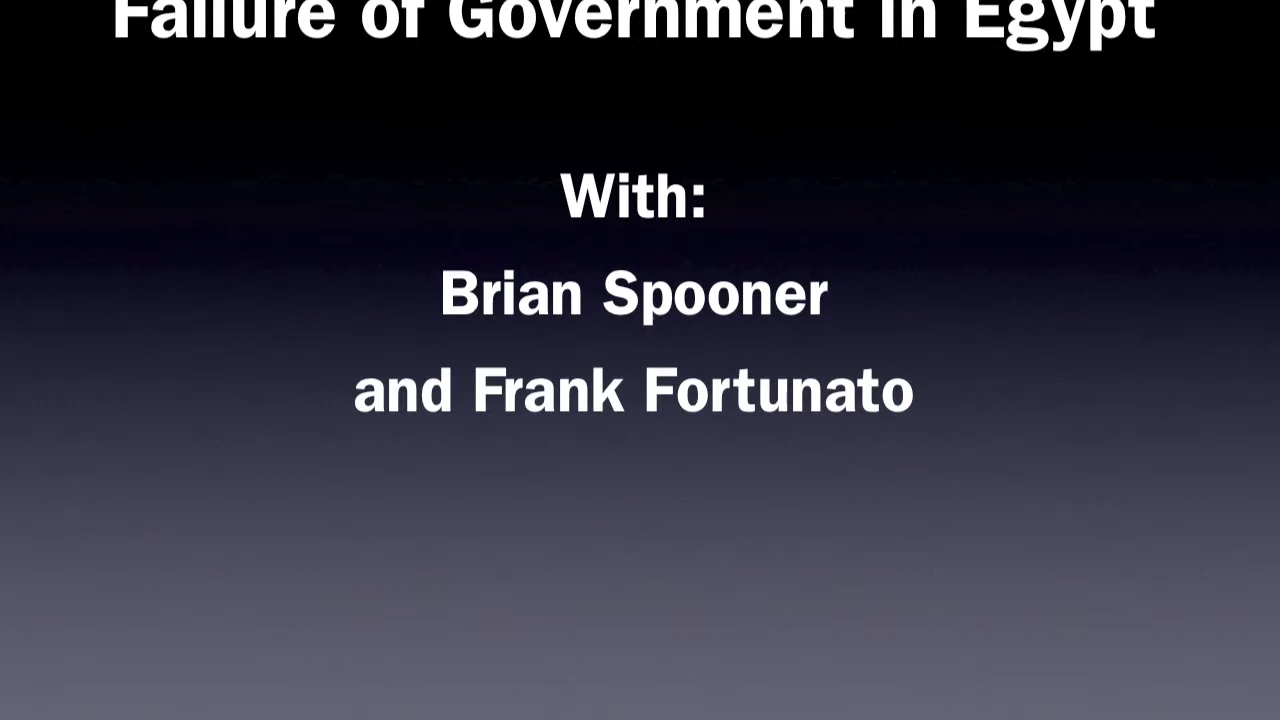 Failure of Government in Egypt
With:
Brian Spooner
and Frank Fortunato